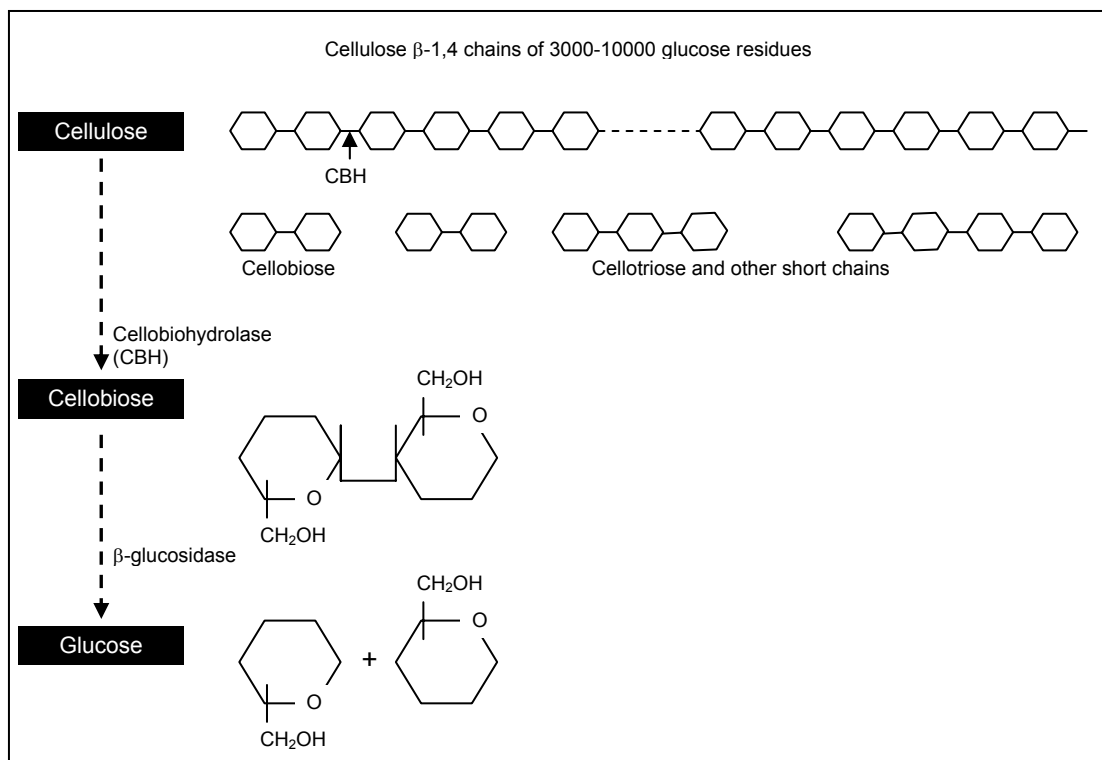 Cellulose β-1,4 chains of 3000-10000 glucose residues
Cellulose
CBH
Cellobiose
Cellotriose and other short chains
Cellobiohydrolase
(CBH)
Cellobiose
CH₂OH
O
O
CH₂OH
β-glucosidase
CH₂OH
O
Glucose
+
O
CH₂OH